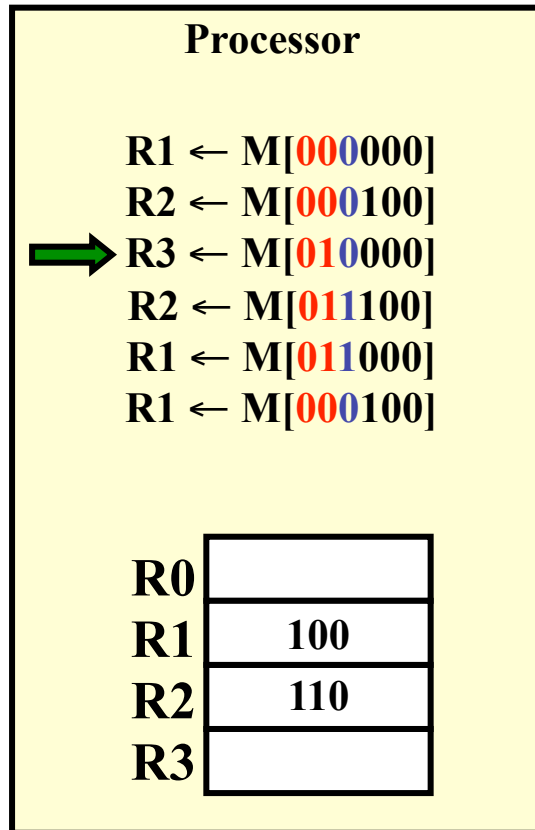 Processor
R1 ← M[000000]
R2 ← M[000100]
R3 ← M[010000]
R2 ← M[011100]
R1 ← M[011000]
R1 ← M[000100]
R0
R1 100
R2 110
R3